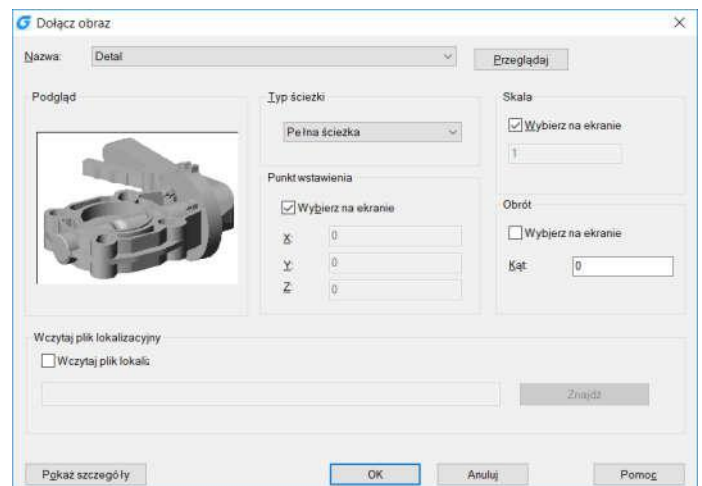 Dołącz obraz
Nazwa: Detal Przeglądaj
Podgląd
Typ ścieżki
Pełna ścieżka
Punkt wstawienia
Wybierz na ekranie
X: 0
Y: 0
Z: 0
Skala
Wybierz na ekranie
1
Obrót
Wybierz na ekranie
Kąt: 0
Wczytaj plik lokalizacyjny
Wczytaj plik lokaliz
Znajdź
Pokaż szczegóły OK Anuluj Pomoc